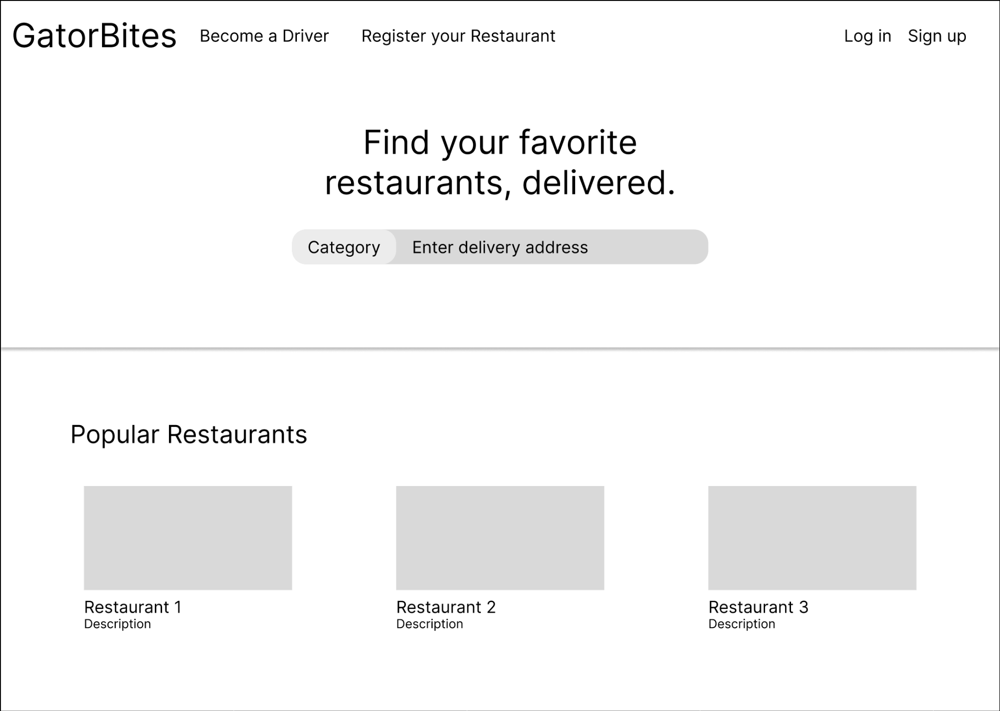 GatorBites Become a Driver Register your Restaurant Log in Sign up
Find your favorite
restaurants, delivered.
Category Enter delivery address
Popular Restaurants
Restaurant 1 Restaurant 2 Restaurant 3
Description Description Description